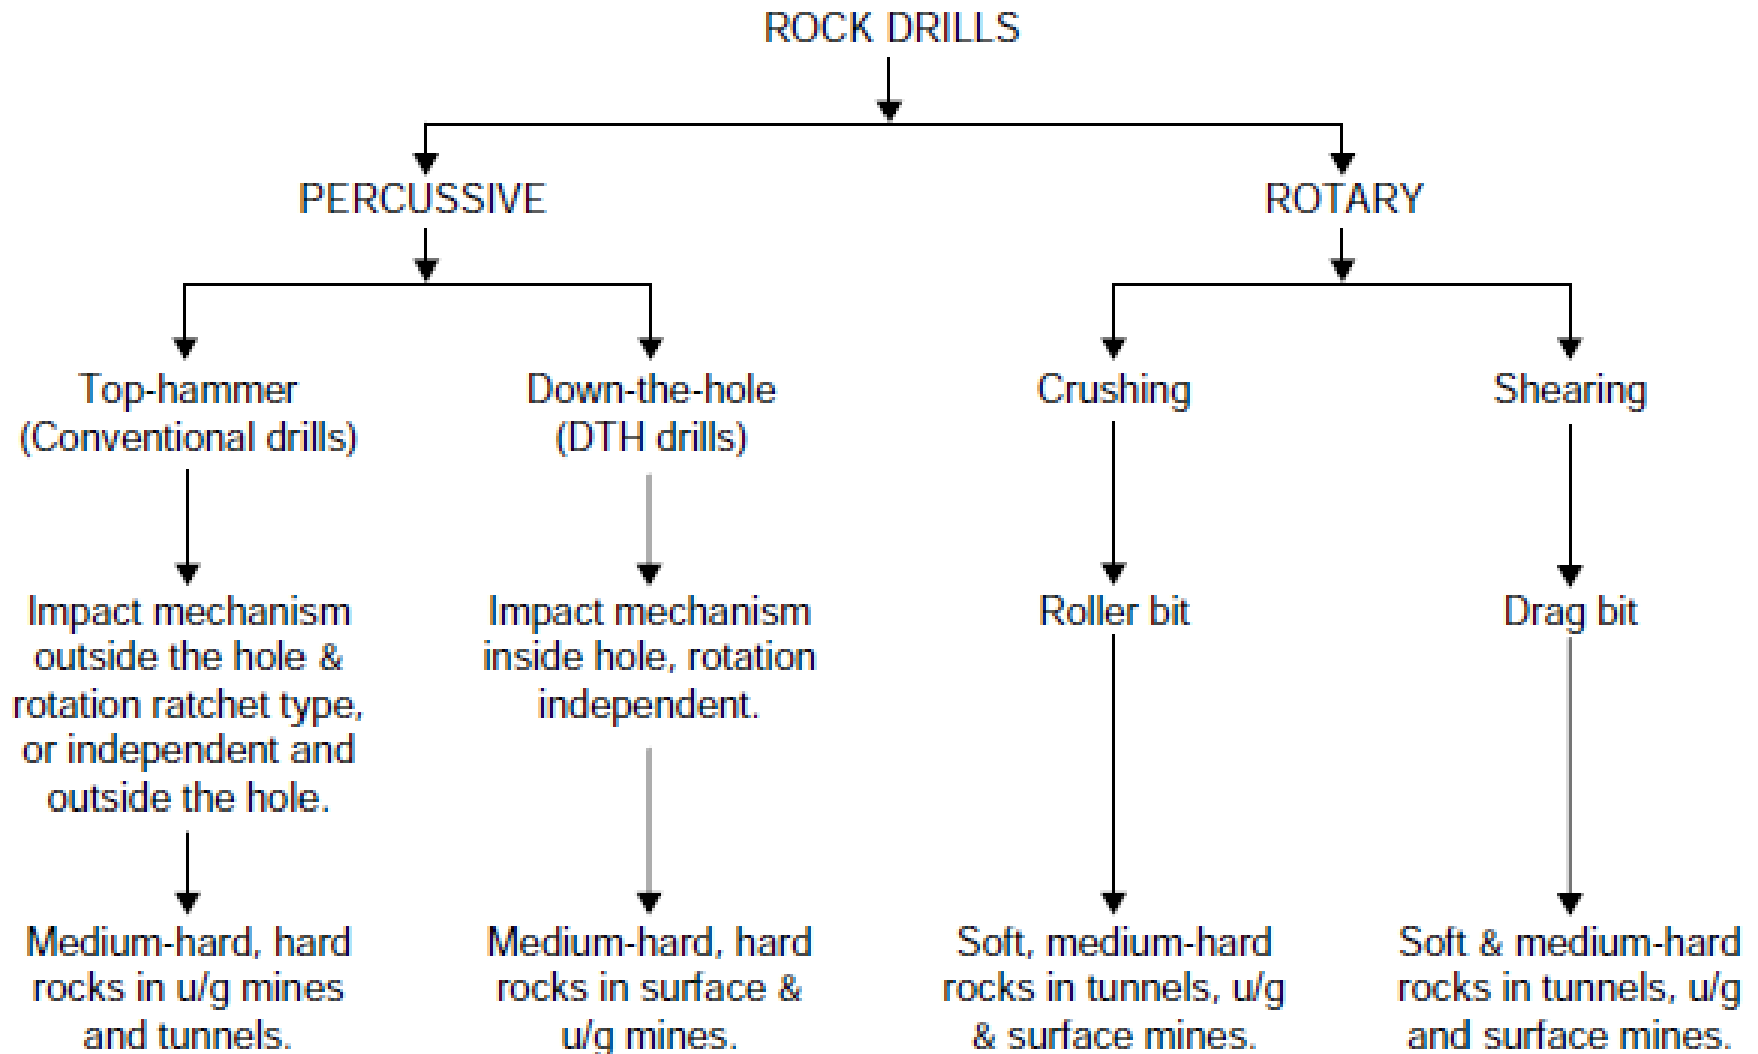 ROCK DRILLS
PERCUSSIVE
ROTARY
Top-hammer
(Conventional drills)
Down-the-hole
(DTH drills)
Crushing
Shearing
Impact mechanism
outside the hole &
rotation ratchet type,
or independent and
outside the hole.
Impact mechanism
inside hole, rotation
independent.
Roller bit
Drag bit
Medium-hard, hard
rocks in u/g mines
and tunnels.
Medium-hard, hard
rocks in surface &
u/g mines.
Soft, medium-hard
rocks in tunnels, u/g
& surface mines.
Soft & medium-hard
rocks in tunnels, u/g
and surface mines.